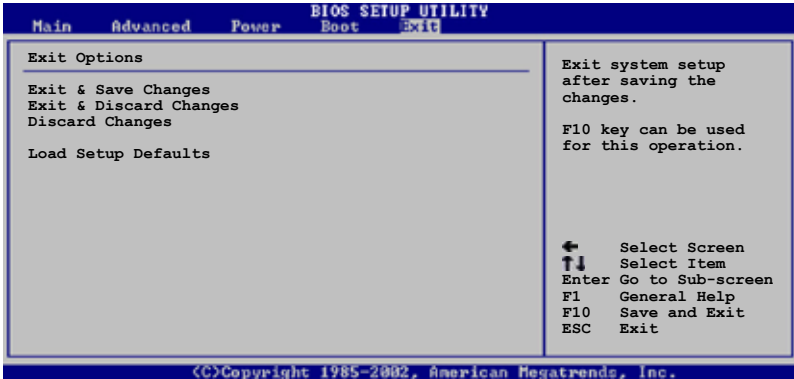 BIOS SETUP UTILITY
Main Advanced Power Boot Exit
Exit Options
Exit & Save Changes
Exit & Discard Changes
Discard Changes
Load Setup Defaults
Exit system setup
after saving the
changes.
F10 key can be used
for this operation.
← Select Screen
↑↓ Select Item
Enter Go to Sub-screen
F1 General Help
F10 Save and Exit
ESC Exit
(C)Copyright 1985-2002, American Megatrends, Inc.